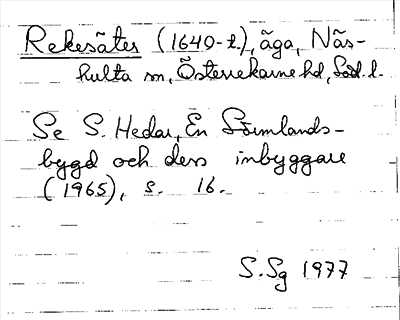 Rekesäter (1640-t.), äga, Näs-
hulta sn, Österrekarne hd, Söd. l.
Se S. Hedar, En Sörmlands-
bygd och dess inbyggare
(1965), s. 16.
S.Sg 1977